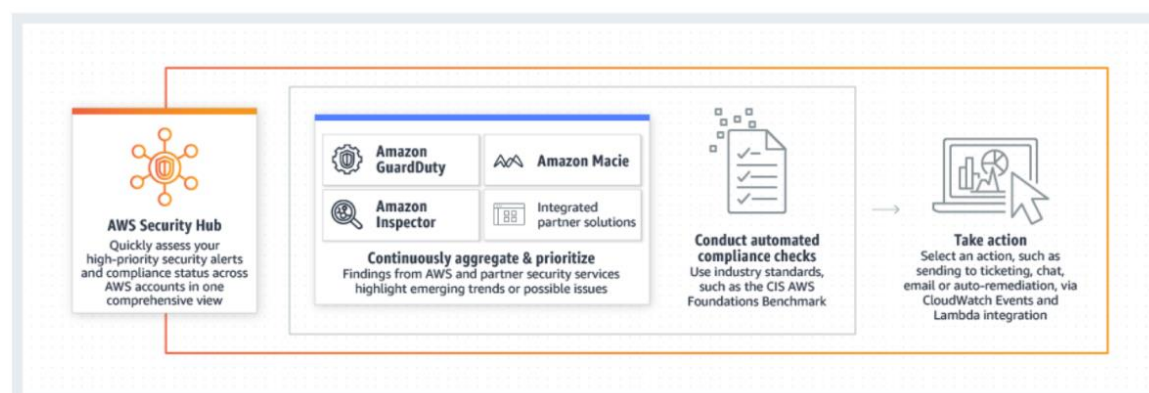 AWS Security Hub
Quickly assess your
high-priority security alerts
and compliance status across
AWS accounts in one
comprehensive view
Amazon
GuardDuty
Amazon Macie
Amazon
Inspector
Integrated
partner solutions
Continuously aggregate & prioritize
Findings from AWS and partner security services
highlight emerging trends or possible issues
Conduct automated
compliance checks
Use industry standards,
such as the CIS AWS
Foundations Benchmark
Take action
Select an action, such as
sending to ticketing, chat,
email or auto-remediation, via
CloudWatch Events and
Lambda integration